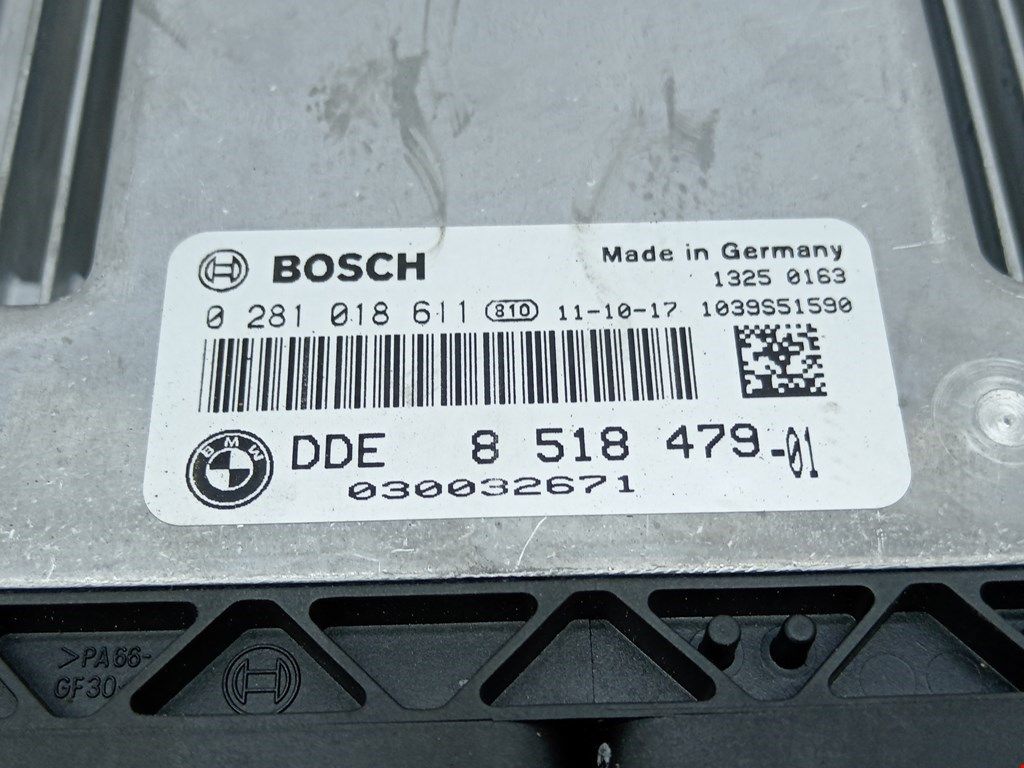 BOSCH
Made in Germany
1325 0163
0 281 018 611 810 11-10-17 1039S51590
BMW
DDE 8 518 479-01
030032671
>PA66-
GF30